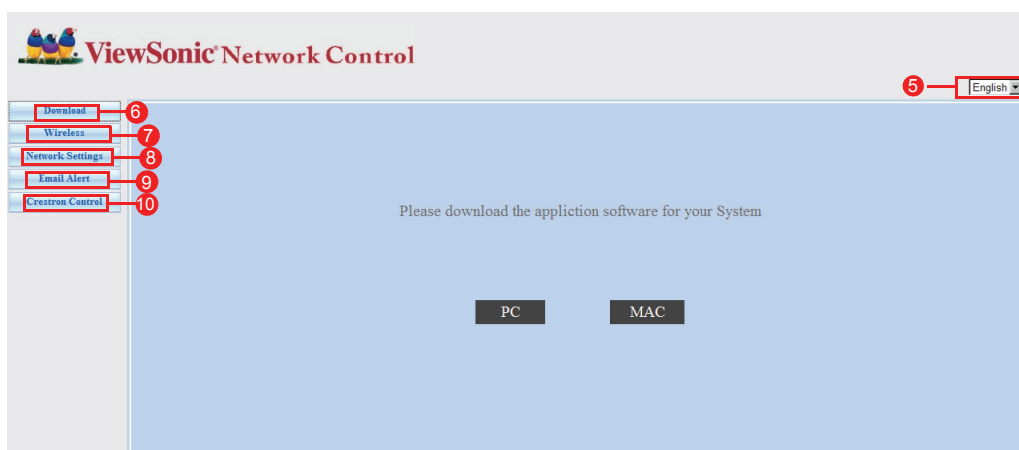 ViewSonic® Network Control
5 English
Download 6
Wireless 7
Network Settings 8
Email Alert 9
Crestron Control 10
Please download the appliction software for your System
PC MAC